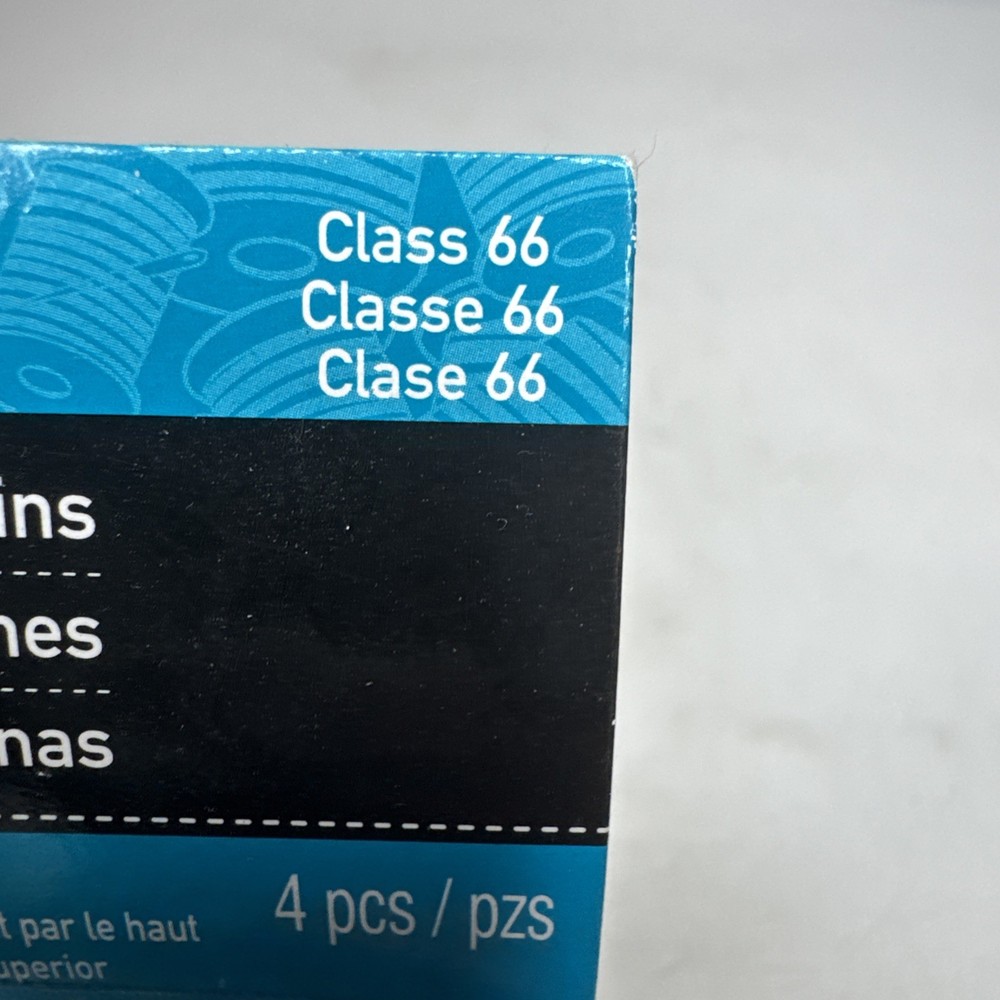 Class 66
Classe 66
Clase 66
ins
nes
nas
4 pcs / pzs
t par le haut
uperior